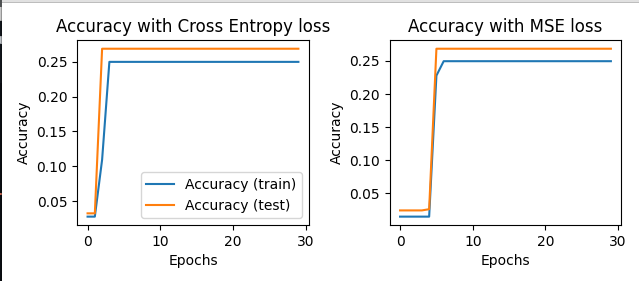 Accuracy with Cross Entropy loss
Accuracy
0.25
0.20
0.15
0.10
0.05
Accuracy (train)
Accuracy (test)
0 10 20 30
Epochs
Accuracy with MSE loss
Accuracy
0.25
0.20
0.15
0.10
0.05
0 10 20 30
Epochs